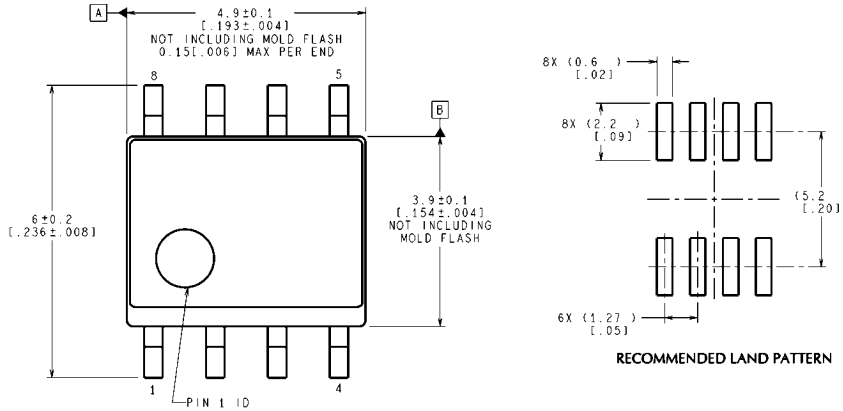 A
4.9±0.1
[.193±.004]
NOT INCLUDING MOLD FLASH
0.15[.006] MAX PER END
8
5
B
6±0.2
[.236±.008]
3.9±0.1
[.154±.004]
NOT INCLUDING
MOLD FLASH
1
4
PIN 1 ID
8X (0.6 )
[.02]
8X (2.2 )
[.09]
(5.2
[.20]
6X (1.27 )
[.05]
RECOMMENDED LAND PATTERN